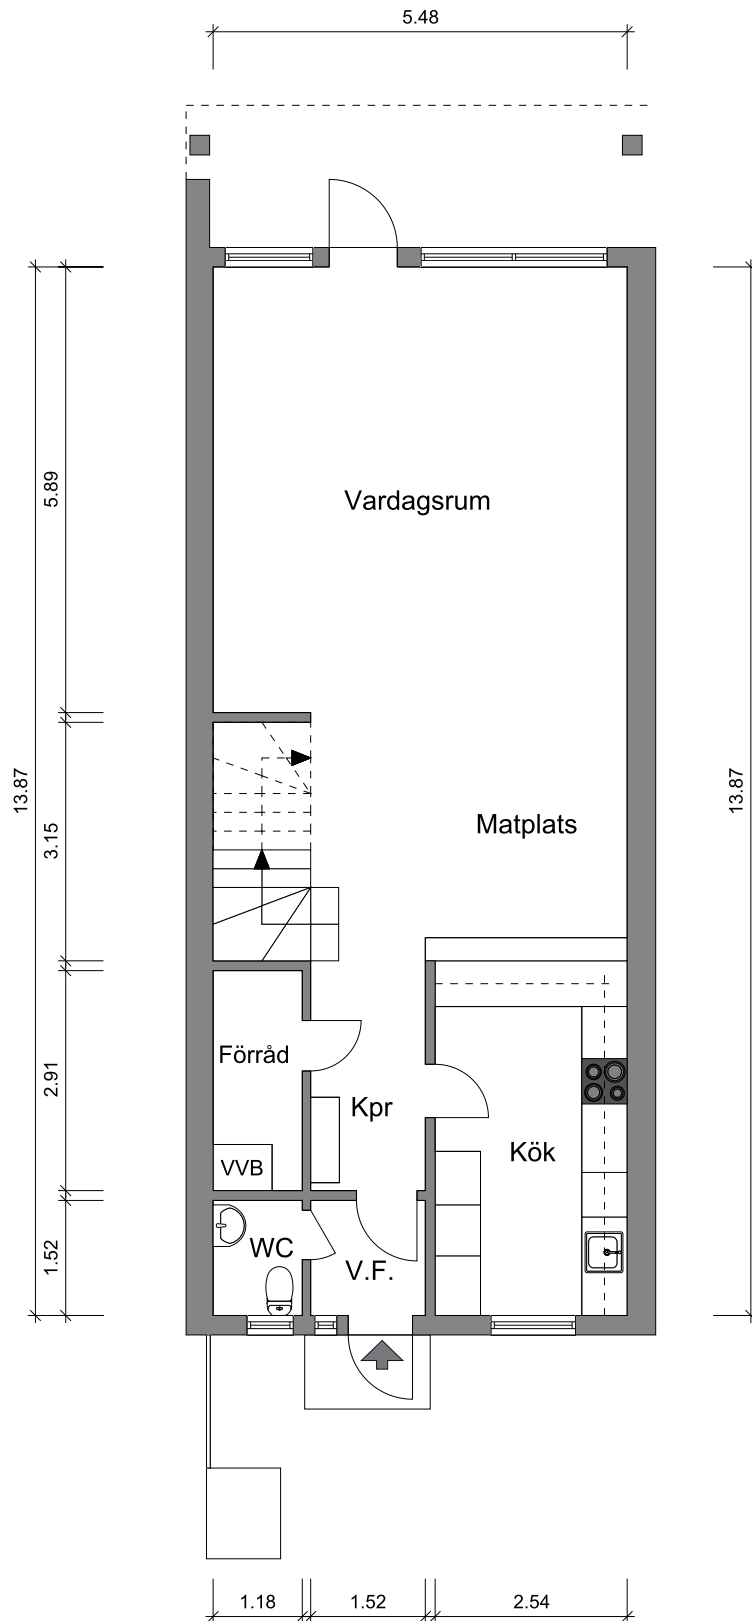 5.48
5.89
Vardagsrum
13.87
13.87
3.15
Matplats
2.91
Förråd
Kpr
Kök
VVB
1.52
WC
V.F.
1.18
1.52
2.54